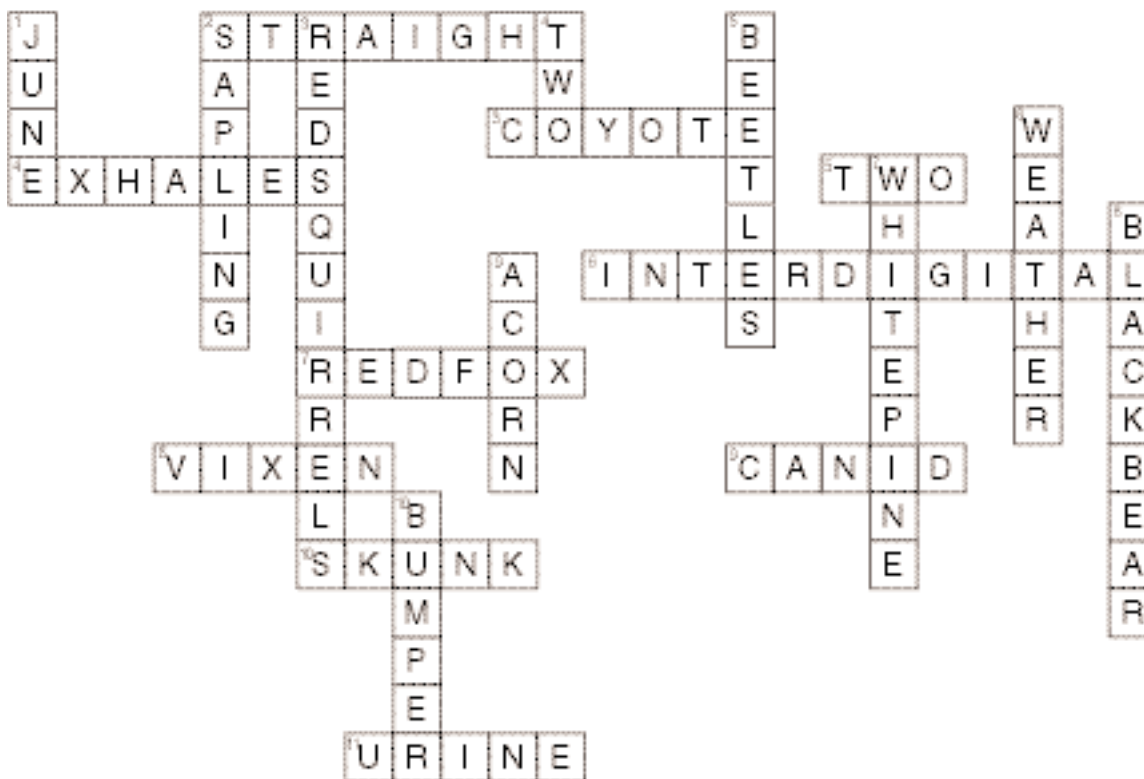 JUNE
STRAIGHT
SAPLING
REDSQUIRRELS
TWO
BEETLES
COYOTE
WEATHER
EXHALES
TWO
WHITEPINE
BLACKBEAR
ACORN
INTERDIGITAL
REDFOX
VIXEN
CANID
BUMPER
SKUNK
URINE